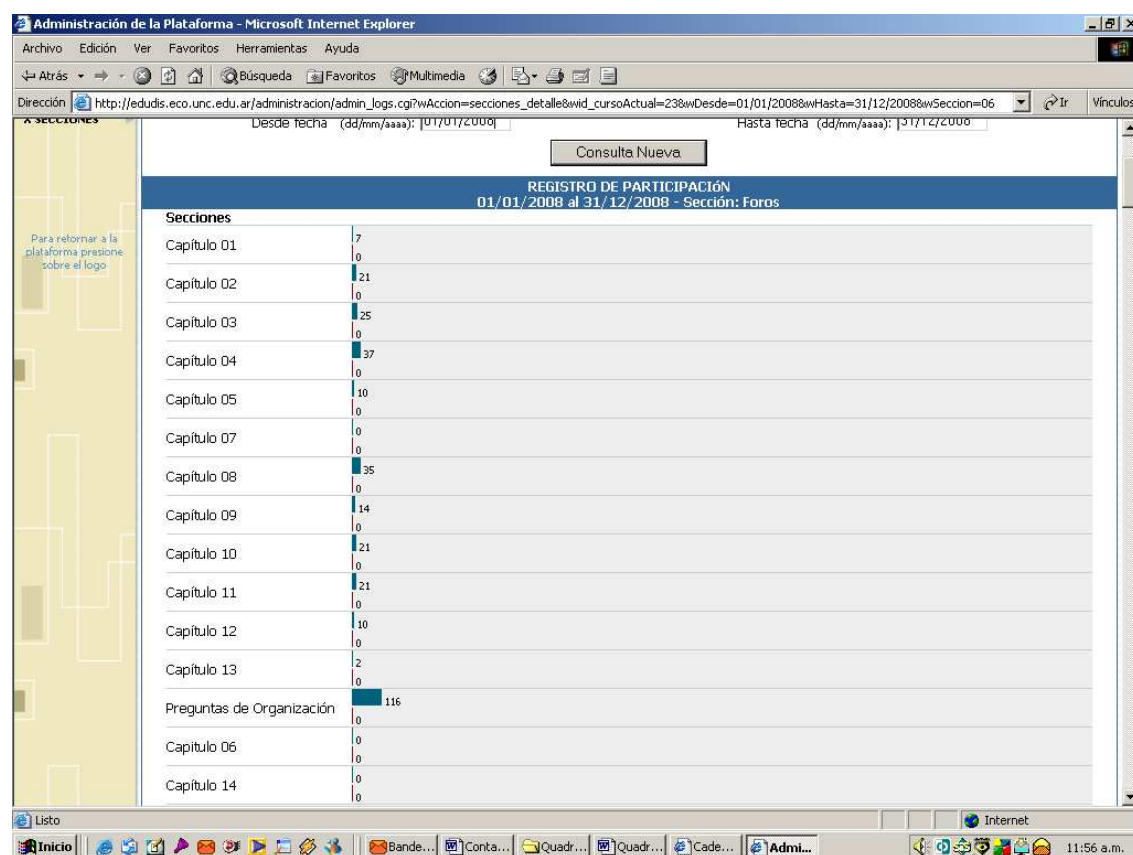 Administración de la Plataforma - Microsoft Internet Explorer
Archivo Edición Ver Favoritos Herramientas Ayuda
Atrás Búsqueda Favoritos Multimedia
Dirección http://edudis.eco.unc.edu.ar/administracion/admin_logs.cgi?wAccion=secciones_detalle&wid_cursoActual=23&wDesde=01/01/2008&wHasta=31/12/2008&wSeccion=06 Ir Vínculos
X SECCIONES Desde fecha (dd/mm/aaaa): 01/01/2008 Hasta fecha (dd/mm/aaaa): 31/12/2008
Consulta Nueva
REGISTRO DE PARTICIPACIóN
01/01/2008 al 31/12/2008 - Sección: Foros
Secciones
Para retornar a la
plataforma presione
sobre el logo
Capítulo 01 7
0
Capítulo 02 21
0
Capítulo 03 25
0
Capítulo 04 37
0
Capítulo 05 10
0
Capítulo 07 0
0
Capítulo 08 35
0
Capítulo 09 14
0
Capítulo 10 21
0
Capítulo 11 21
0
Capítulo 12 10
0
Capítulo 13 2
0
Preguntas de Organización 116
0
Capitulo 06 0
0
Capítulo 14 0
0
Listo Internet
Inicio Bande... Conta... Quadr... Quadr... Cade... Admi... 11:56 a.m.